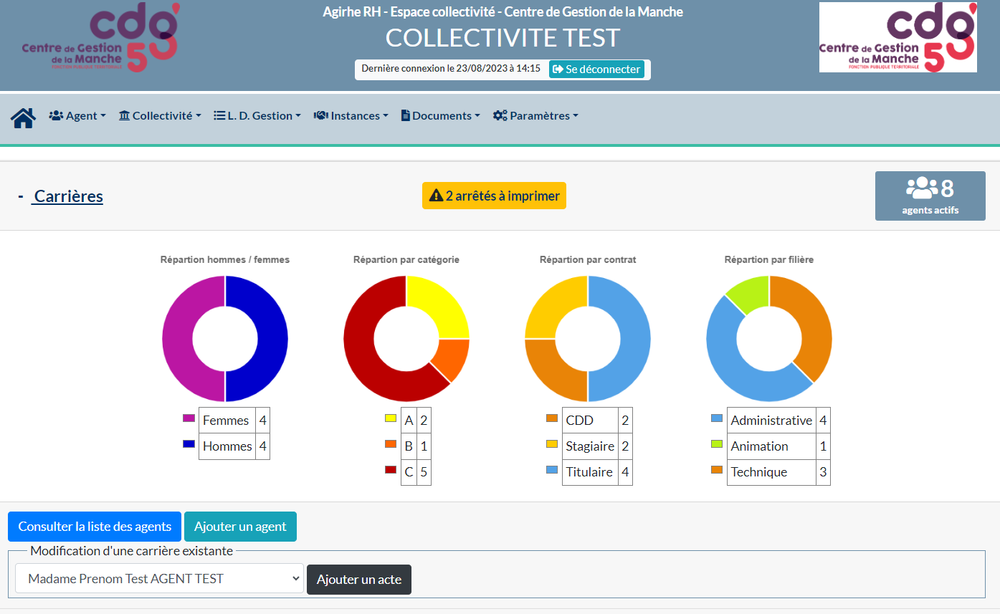 cdg
Centre de Gestion
de la Manche
50
FONCTION PUBLIQUE TERRITORIALE
Agirhe RH - Espace collectivité - Centre de Gestion de la Manche
COLLECTIVITE TEST
Dernière connexion le 23/08/2023 à 14:15
Se déconnecter
cdg
Centre de Gestion
de la Manche
50
FONCTION PUBLIQUE TERRITORIALE
Agent
Collectivité
L. D. Gestion
Instances
Documents
Paramètres
- Carrières
2 arrêtés à imprimer
8
agents actifs
Répartion hommes / femmes
Femmes 4
Hommes 4
Répartion par catégorie
A 2
B 1
C 5
Répartion par contrat
CDD 2
Stagiaire 2
Titulaire 4
Répartion par filière
Administrative 4
Animation 1
Technique 3
Consulter la liste des agents
Ajouter un agent
Modification d'une carrière existante
Madame Prenom Test AGENT TEST
Ajouter un acte